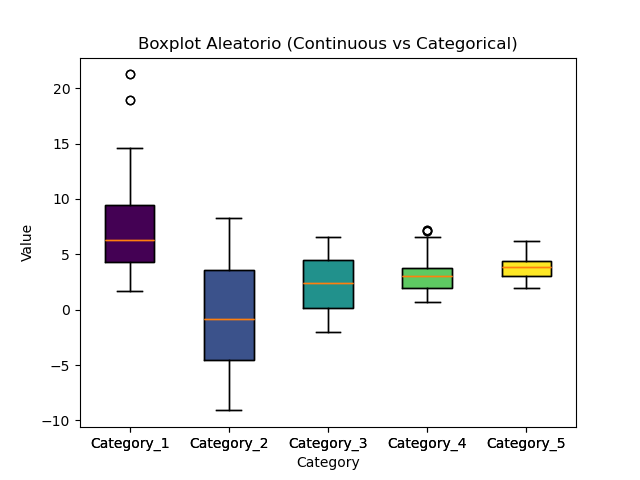 Boxplot Aleatorio (Continuous vs Categorical)
20
15
10
5
0
−5
−10
Value
Category_1 Category_2 Category_3 Category_4 Category_5
Category